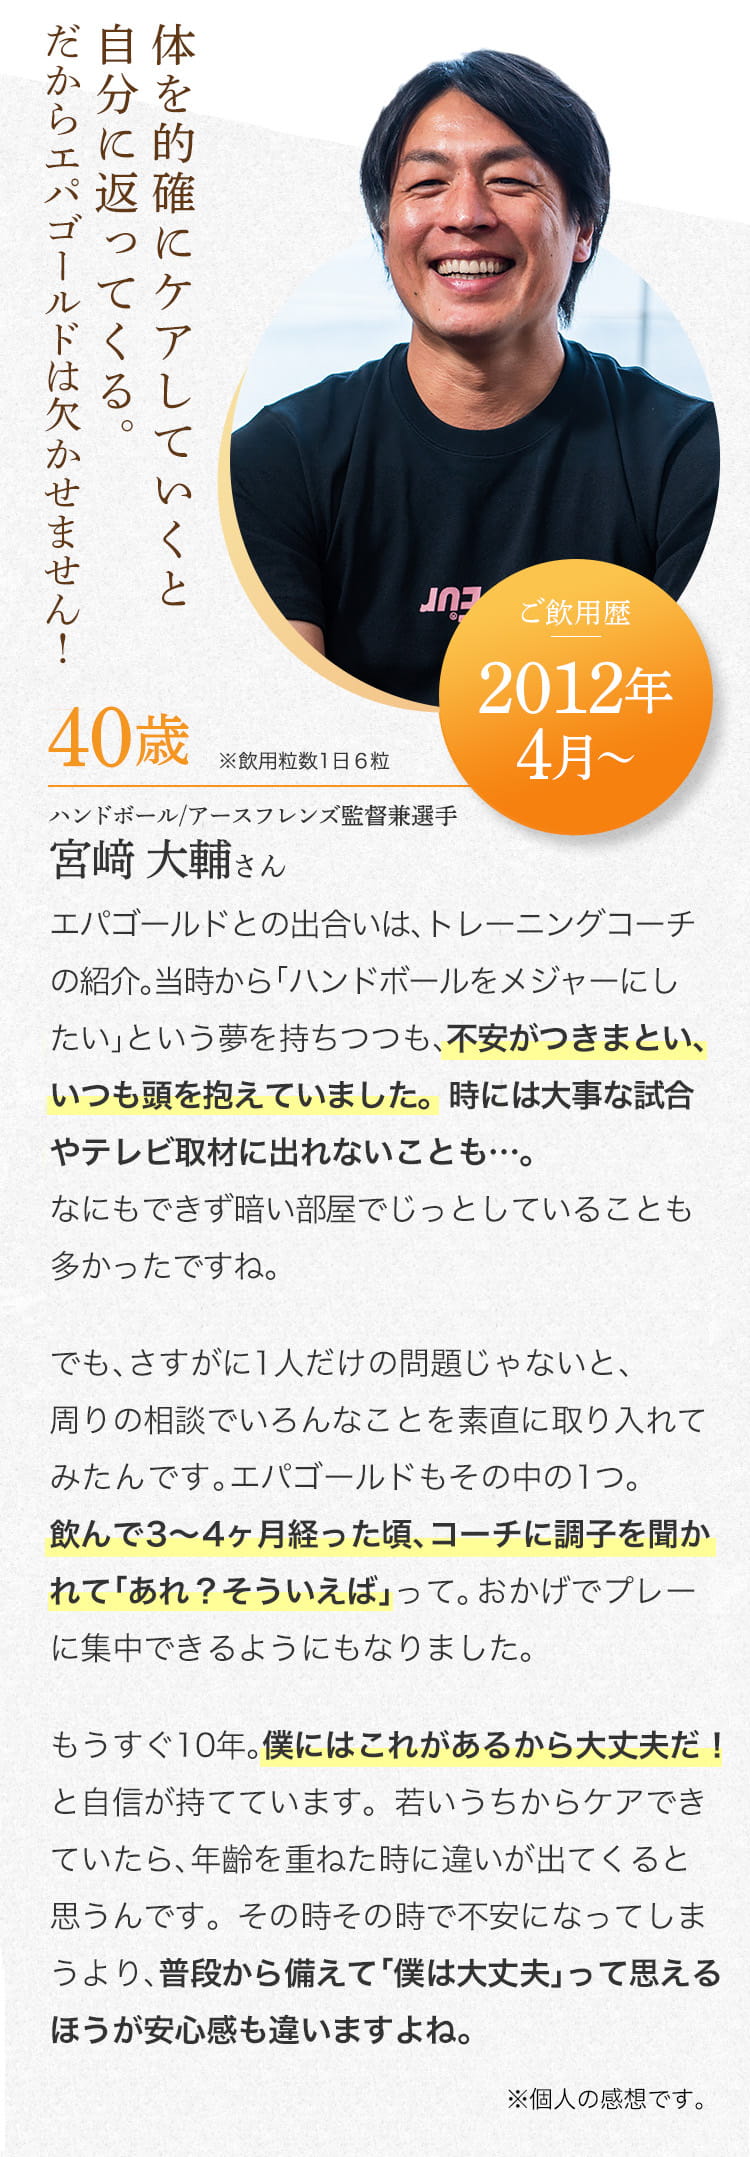 体を的確にケアしていくと
自分に返ってくる。
だからエパゴールドは欠かせません！
ご飲用歴
2012年
4月〜
40歳 ※飲用粒数1日6粒
ハンドボール/アースフレンズ監督兼選手
宮﨑 大輔さん
エパゴールドとの出合いは、トレーニングコーチ
の紹介。当時から「ハンドボールをメジャーにし
たい」という夢を持ちつつも、不安がつきまとい、
いつも頭を抱えていました。時には大事な試合
やテレビ取材に出れないことも…。
なにもできず暗い部屋でじっとしていることも
多かったですね。
でも、さすがに1人だけの問題じゃないと、
周りの相談でいろんなことを素直に取り入れて
みたんです。エパゴールドもその中の1つ。
飲んで3〜4ヶ月経った頃、コーチに調子を聞か
れて「あれ？そういえば」って。おかげでプレー
に集中できるようにもなりました。
もうすぐ10年。僕にはこれがあるから大丈夫だ！
と自信が持てています。若いうちからケアでき
ていたら、年齢を重ねた時に違いが出てくると
思うんです。その時その時で不安になってしま
うより、普段から備えて「僕は大丈夫」って思える
ほうが安心感も違いますよね。
※個人の感想です。